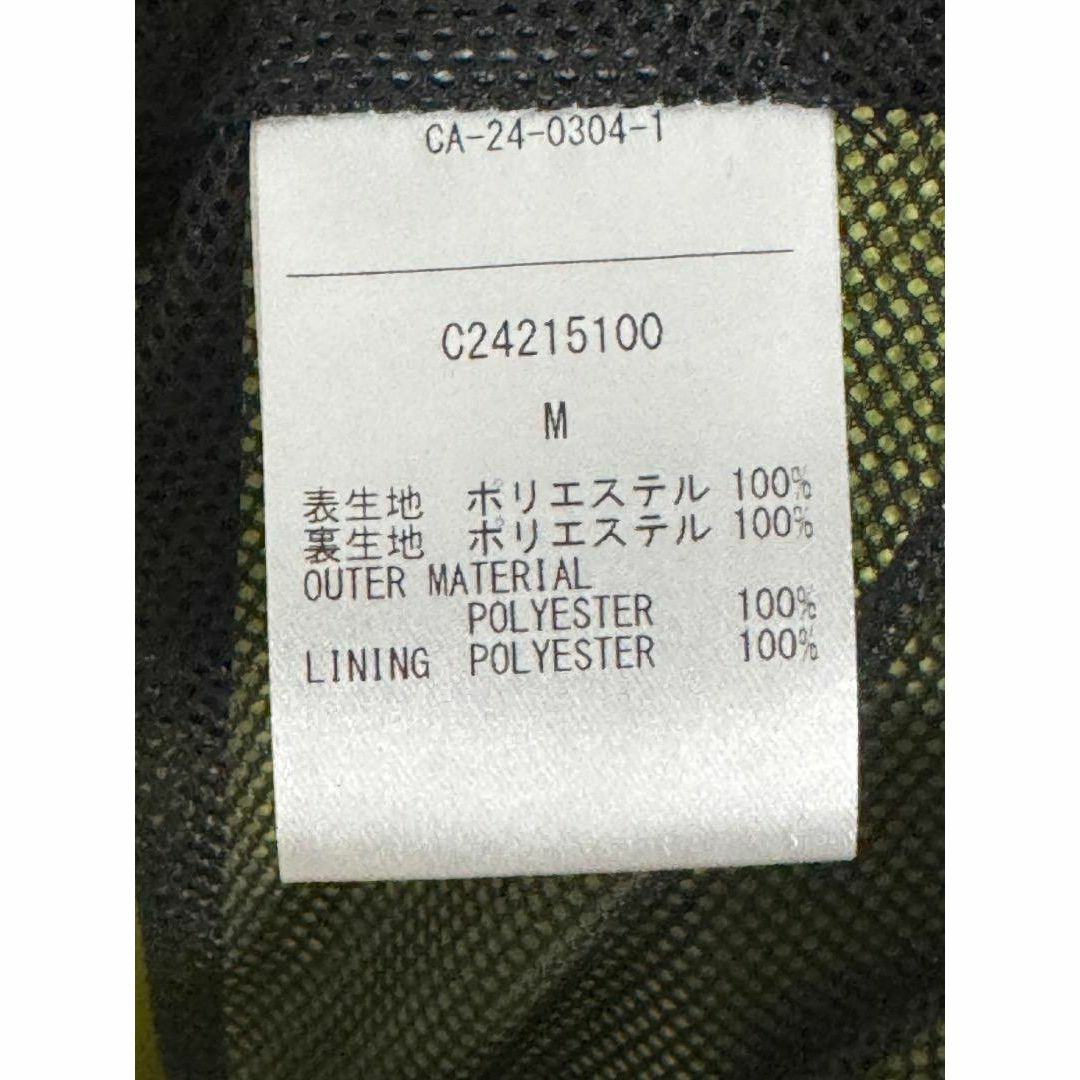 CA-24-0304-1
C24215100
M
表生地 ポリエステル 100%
裏生地 ポリエステル 100%
OUTER MATERIAL
POLYESTER 100%
LINING POLYESTER 100%